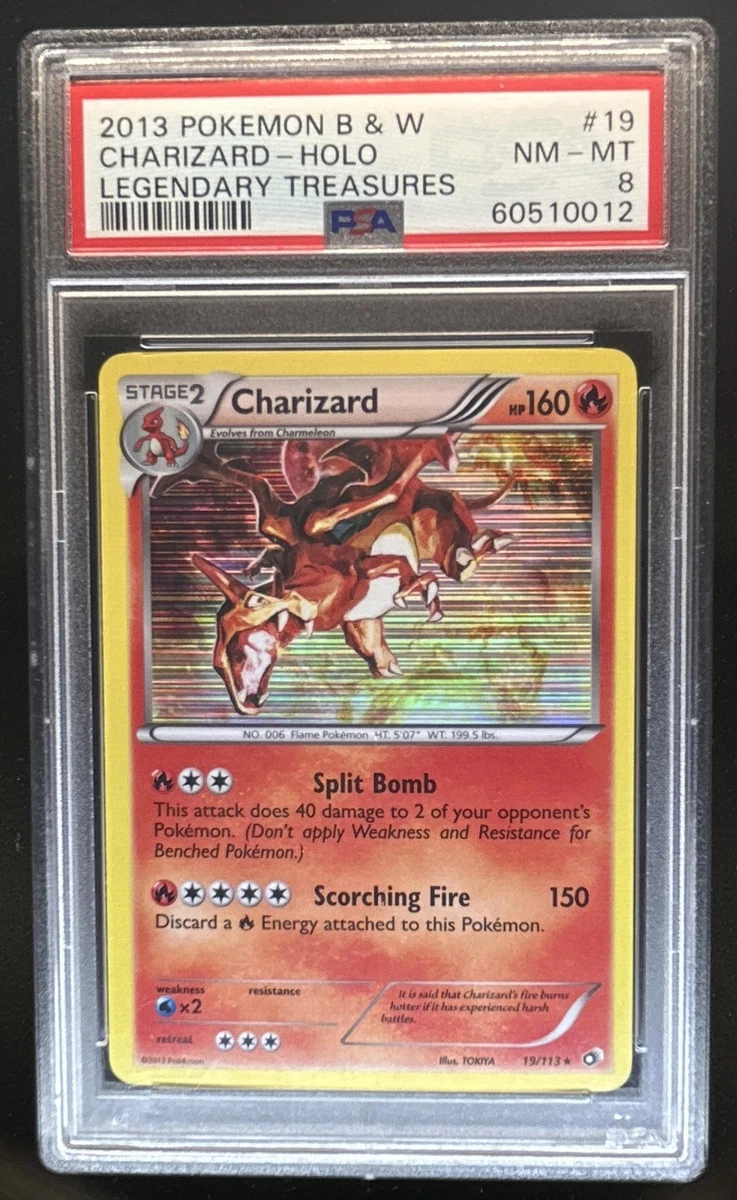 2013 POKEMON B & W #19
CHARIZARD - HOLO NM - MT
LEGENDARY TREASURES 8
PSA 60510012
STAGE2 Charizard HP160
Evolves from Charmeleon
NO. 006 Flame Pokémon HT: 5'07" WT: 199.5 lbs.
Split Bomb
This attack does 40 damage to 2 of your opponent's
Pokémon. (Don't apply Weakness and Resistance for
Benched Pokémon.)
Scorching Fire 150
Discard a Energy attached to this Pokémon.
weakness resistance
×2
retreat
It is said that Charizard's fire burns
hotter if it has experienced harsh
battles.
©2013 Pokémon Illus. TOKIYA 19/113 ★